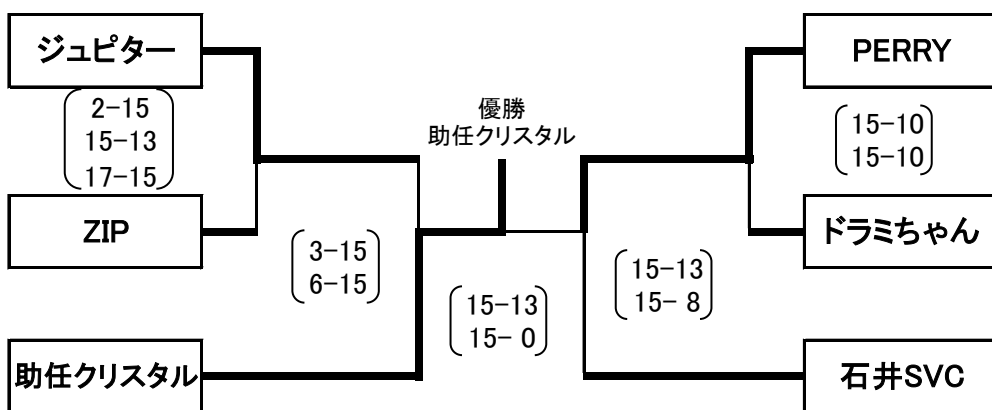 ジュピター
PERRY
2-15
15-13
17-15
優勝
助任クリスタル
15-10
15-10
ZIP
ドラミちゃん
3-15
6-15
15-13
15- 8
15-13
15- 0
助任クリスタル
石井SVC